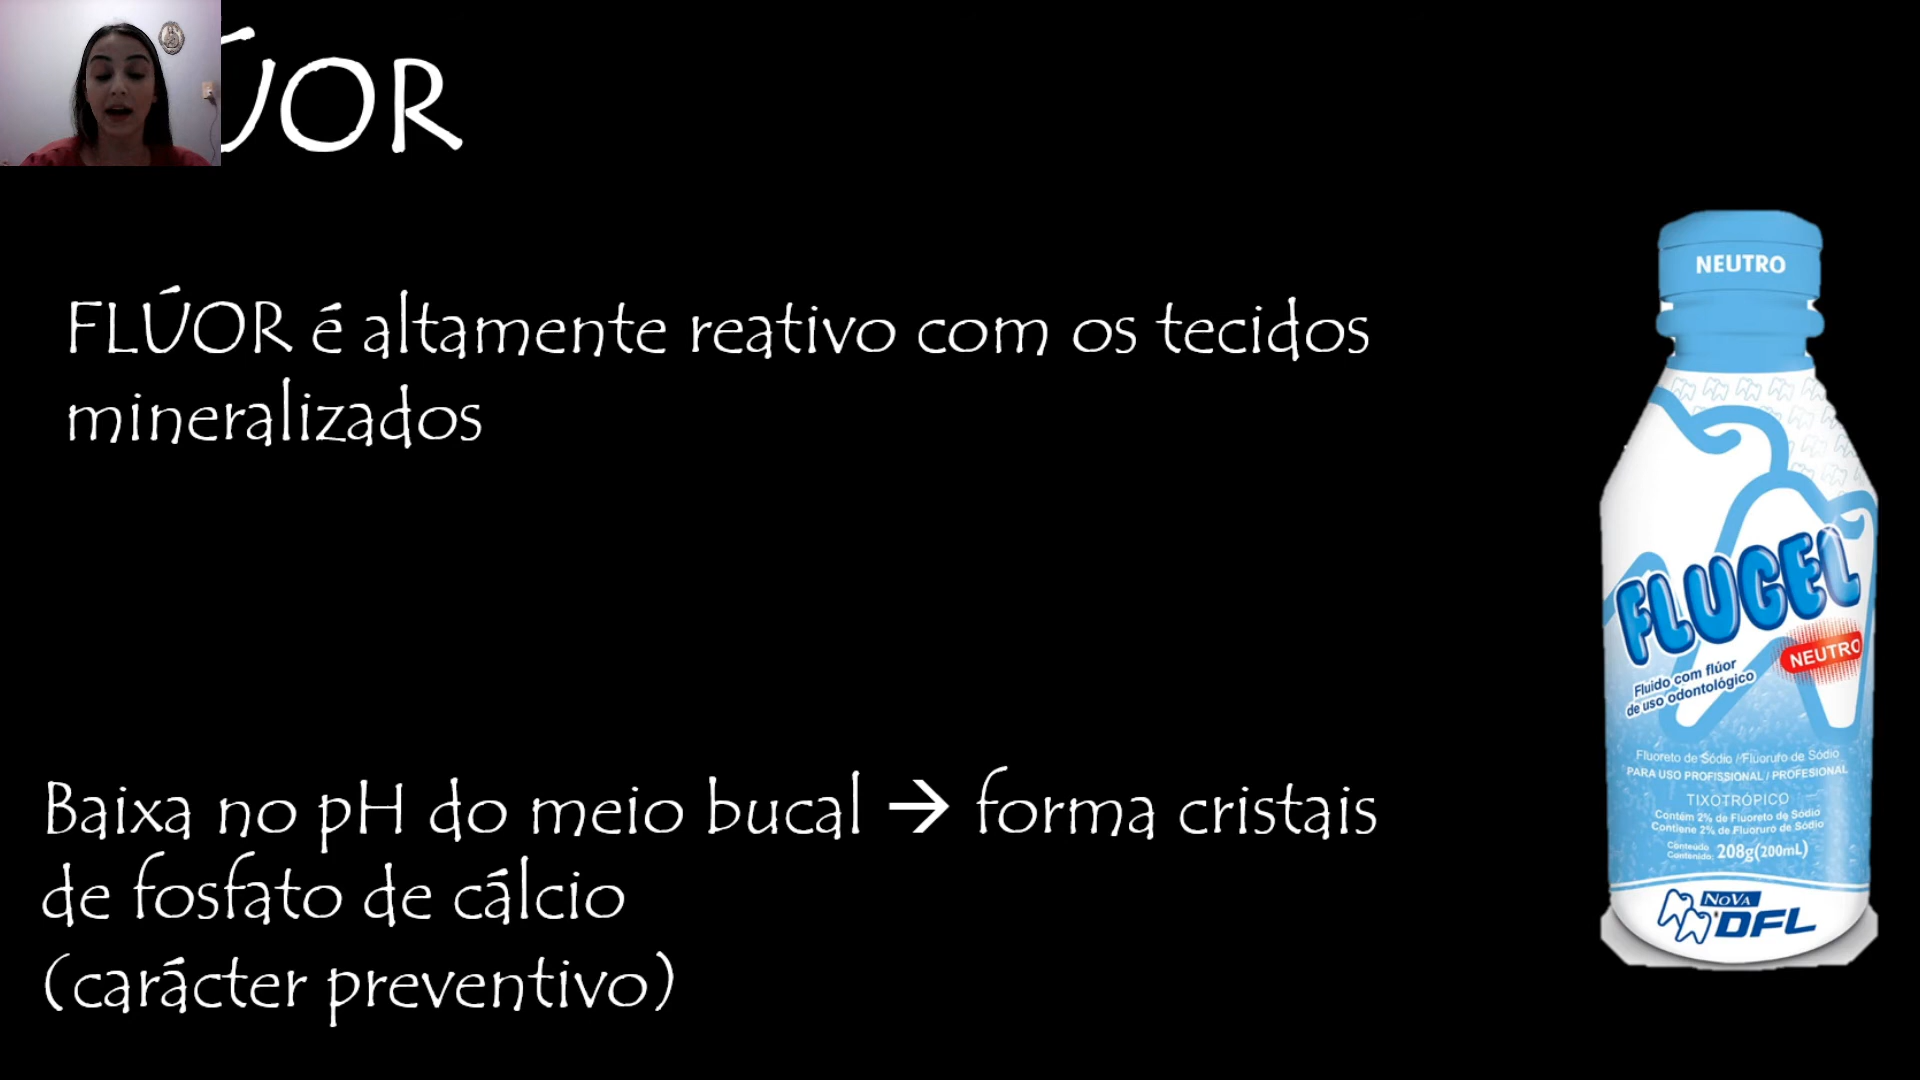 ÚOR
FLÚOR é altamente reativo com os tecidos
mineralizados
Baixa no pH do meio bucal → forma cristais
de fosfato de cálcio
(carácter preventivo)
NEUTRO
FLUGEL
NEUTRO
Fluido com flúor
de uso odontológico
Fluoreto de Sódio / Fluoruro de Sódio
PARA USO PROFISSIONAL / PROFESIONAL
TIXOTRÓPICO
Contém 2% de Fluoreto de Sódio
Contiene 2% de Fluoruro de Sódio
Conteúdo
Contenido: 208g(200mL)
NOVA
DFL